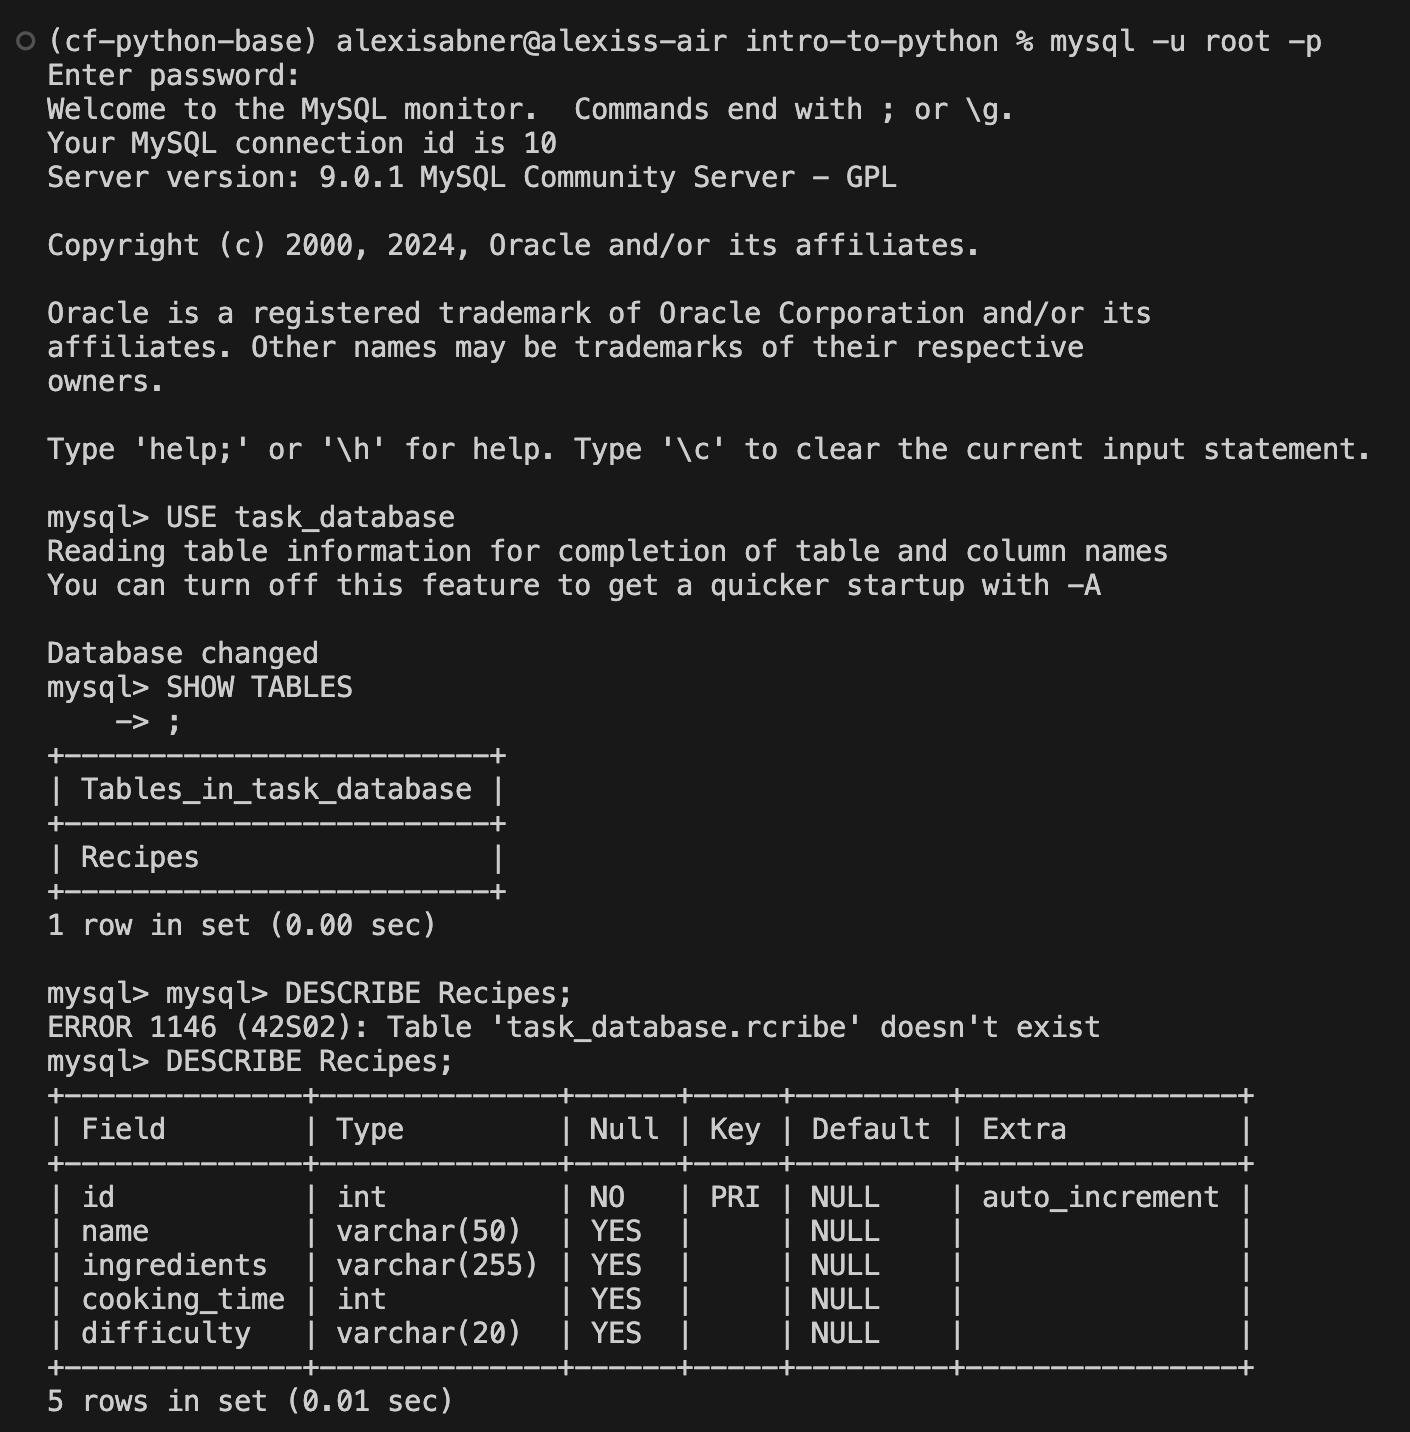 (cf-python-base) alexisabner@alexiss-air intro-to-python % mysql -u root -p
Enter password:
Welcome to the MySQL monitor.  Commands end with ; or \g.
Your MySQL connection id is 10
Server version: 9.0.1 MySQL Community Server - GPL

Copyright (c) 2000, 2024, Oracle and/or its affiliates.

Oracle is a registered trademark of Oracle Corporation and/or its
affiliates. Other names may be trademarks of their respective
owners.

Type 'help;' or '\h' for help. Type '\c' to clear the current input statement.

mysql> USE task_database
Reading table information for completion of table and column names
You can turn off this feature to get a quicker startup with -A

Database changed
mysql> SHOW TABLES
    -> ;
+-------------------------+
| Tables_in_task_database |
+-------------------------+
| Recipes                 |
+-------------------------+
1 row in set (0.00 sec)

mysql> mysql> DESCRIBE Recipes;
ERROR 1146 (42S02): Table 'task_database.rcribe' doesn't exist
mysql> DESCRIBE Recipes;
+--------------+--------------+------+-----+---------+----------------+
| Field        | Type         | Null | Key | Default | Extra          |
+--------------+--------------+------+-----+---------+----------------+
| id           | int          | NO   | PRI | NULL    | auto_increment |
| name         | varchar(50)  | YES  |     | NULL    |                |
| ingredients  | varchar(255) | YES  |     | NULL    |                |
| cooking_time | int          | YES  |     | NULL    |                |
| difficulty   | varchar(20)  | YES  |     | NULL    |                |
+--------------+--------------+------+-----+---------+----------------+
5 rows in set (0.01 sec)